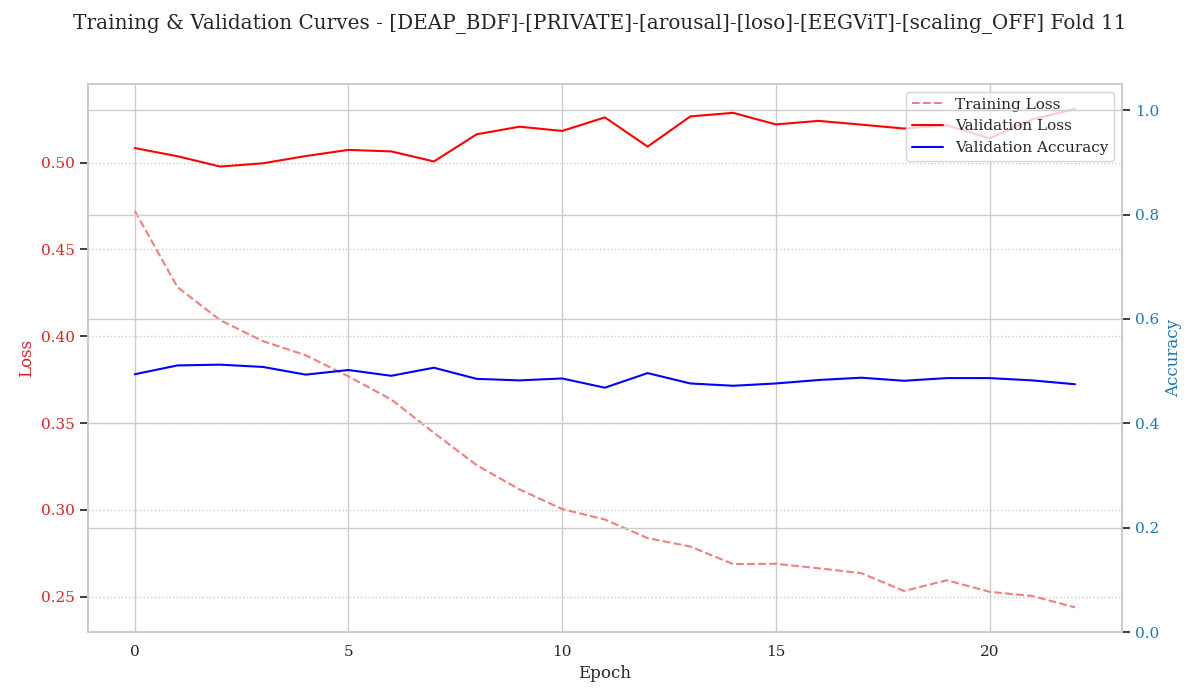 Training & Validation Curves - [DEAP_BDF]-[PRIVATE]-[arousal]-[loso]-[EEGViT]-[scaling_OFF] Fold 11
Training Loss
Validation Loss
Validation Accuracy
Loss
0.50
0.45
0.40
0.35
0.30
0.25
1.0
0.8
0.6
0.4
0.2
0.0
Accuracy
0 5 10 15 20
Epoch